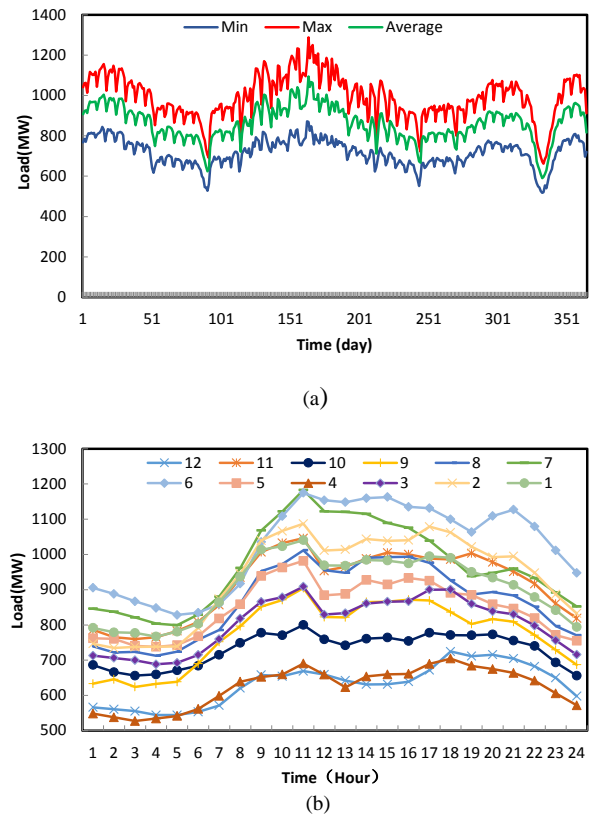 1400
Min Max Average
1200
1000
800
600
400
200
0
Load(MW)
1 51 101 151 201 251 301 351
Time (day)
(a)
1300
12 11 10 9 8 7
6 5 4 3 2 1
1200
1100
1000
900
800
700
600
500
Load(MW)
1 2 3 4 5 6 7 8 9 10 11 12 13 14 15 16 17 18 19 20 21 22 23 24
Time（Hour）
(b)